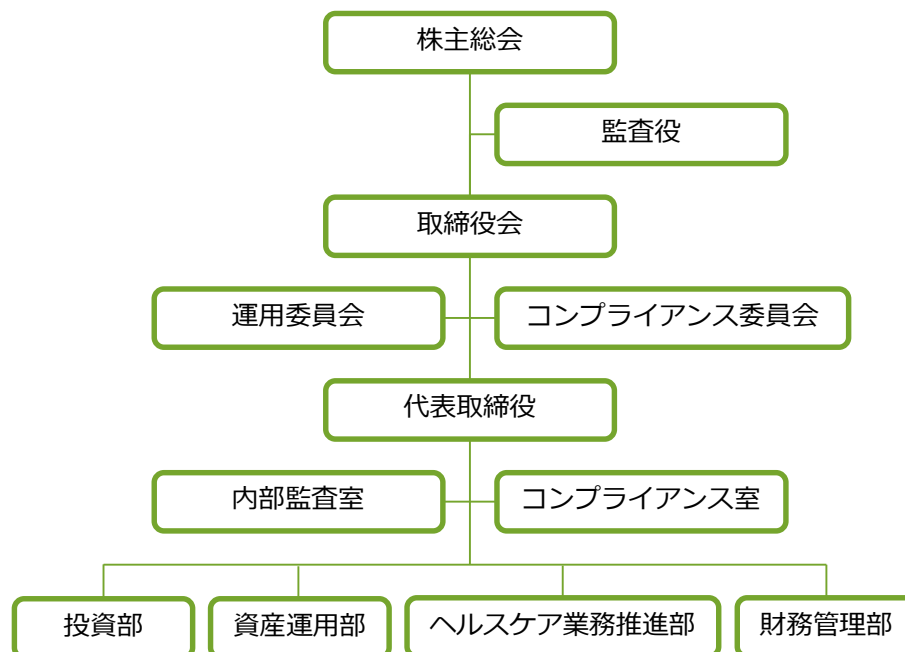 株主総会
監査役
取締役会
運用委員会
コンプライアンス委員会
代表取締役
内部監査室
コンプライアンス室
投資部
資産運用部
ヘルスケア業務推進部
財務管理部